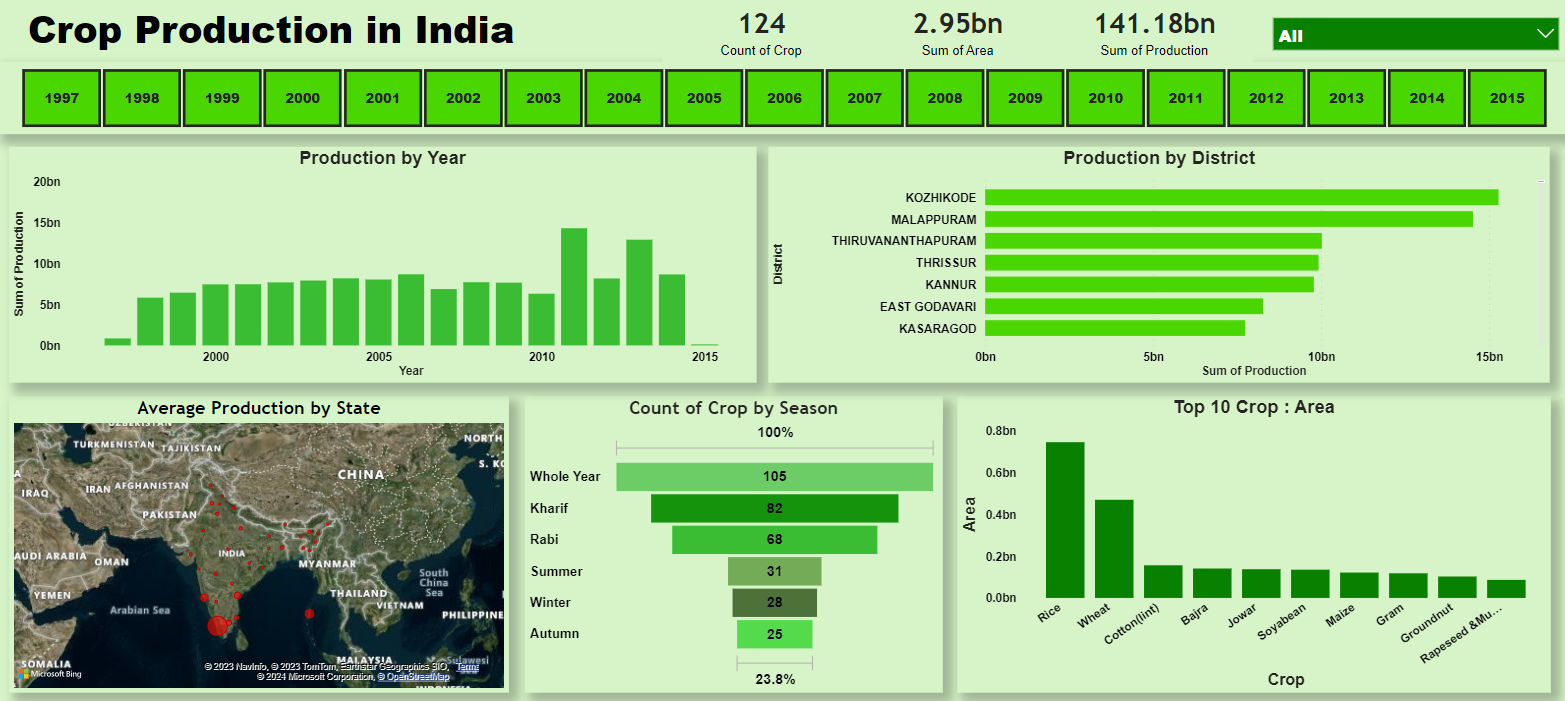 Crop Production in India
124
Count of Crop
2.95bn
Sum of Area
141.18bn
Sum of Production
All
1997 1998 1999 2000 2001 2002 2003 2004 2005 2006 2007 2008 2009 2010 2011 2012 2013 2014 2015
Production by Year
Sum of Production
20bn
15bn
10bn
5bn
0bn
2000 2005 2010 2015
Year
Production by District
District
KOZHIKODE
MALAPPURAM
THIRUVANANTHAPURAM
THRISSUR
KANNUR
EAST GODAVARI
KASARAGOD
0bn 5bn 10bn 15bn
Sum of Production
Average Production by State
UZBEKISTAN
TURKMENISTAN
TAJIKISTAN
NORTH
S. KO
CHINA
IRAQ
IRAN
AFGHANISTAN
PAKISTAN
AUDI ARABIA
OMAN
INDIA
MYANMAR
YEMEN
Arabian Sea
THAILAND
VIETNAM
South
China
Sea
PHILIPPINE
SOMALIA
MALAYSIA
Sulawesi
Microsoft Bing
© 2023 NavInfo, © 2023 TomTom, Earthstar Geographics SIO, Terms
© 2024 Microsoft Corporation, © OpenStreetMap
Count of Crop by Season
100%
Whole Year 105
Kharif 82
Rabi 68
Summer 31
Winter 28
Autumn 25
23.8%
Top 10 Crop : Area
Area
0.8bn
0.6bn
0.4bn
0.2bn
0.0bn
Rice
Wheat
Cotton(lint)
Bajra
Jowar
Soyabean
Maize
Gram
Groundnut
Rapeseed &Mu...
Crop